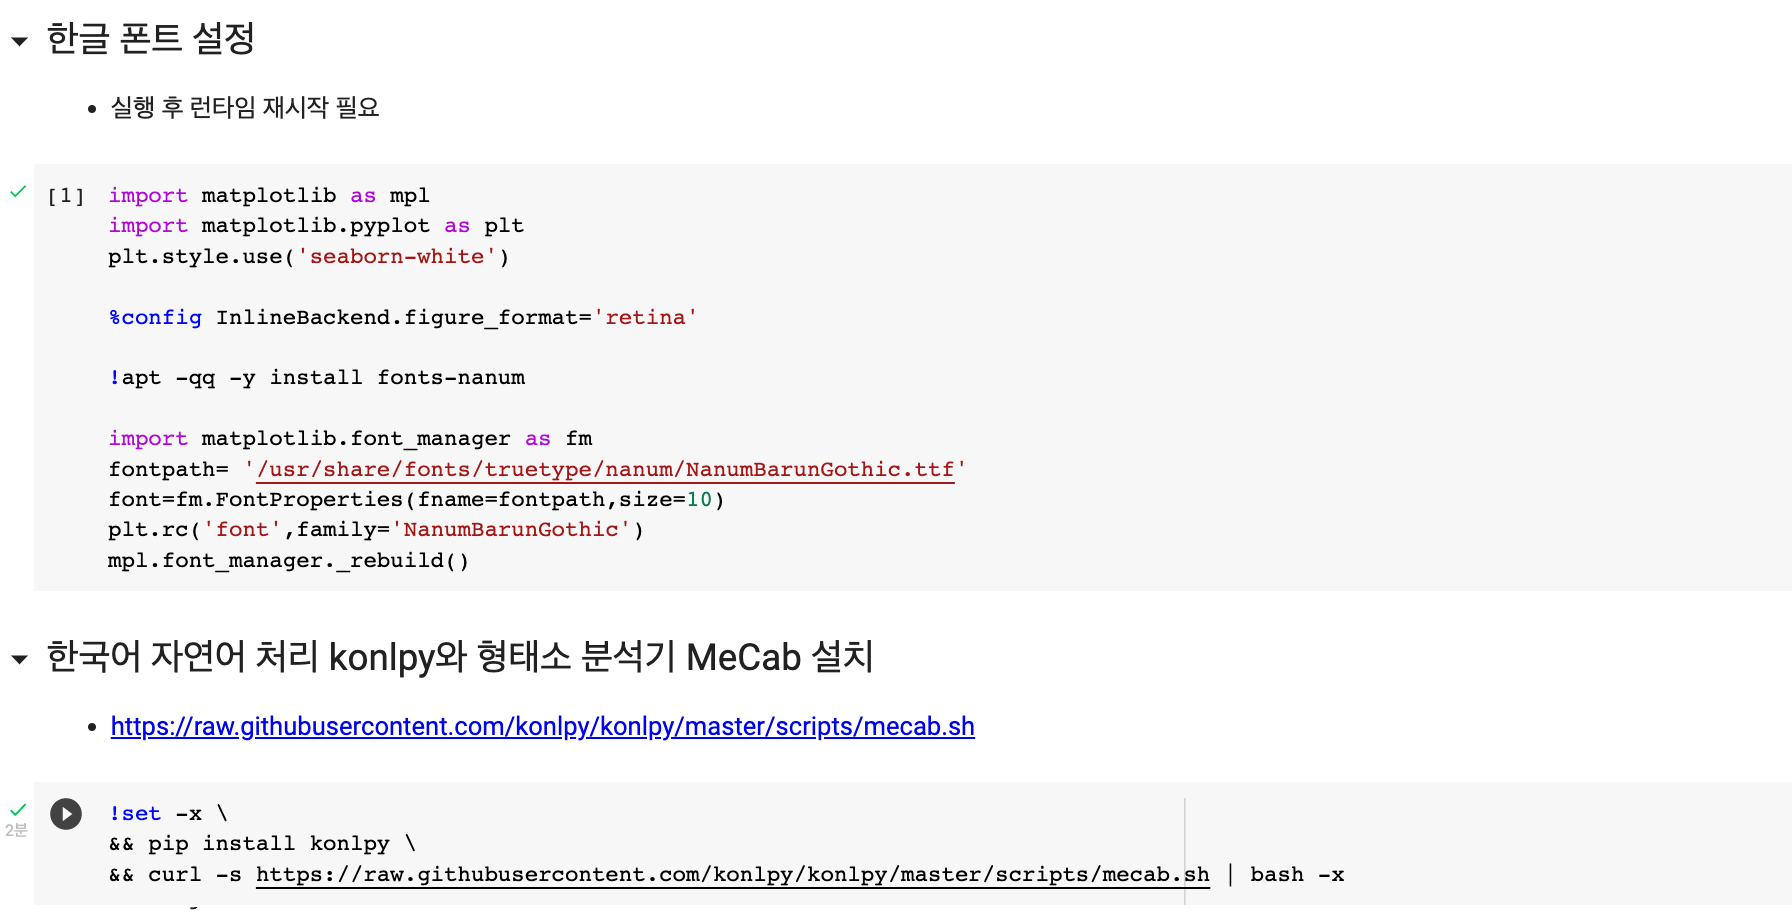 한글 폰트 설정
• 실행 후 런타임 재시작 필요
[1] import matplotlib as mpl
import matplotlib.pyplot as plt
plt.style.use('seaborn-white')
%config InlineBackend.figure_format='retina'
!apt -qq -y install fonts-nanum
import matplotlib.font_manager as fm
fontpath= '/usr/share/fonts/truetype/nanum/NanumBarunGothic.ttf'
font=fm.FontProperties(fname=fontpath,size=10)
plt.rc('font',family='NanumBarunGothic')
mpl.font_manager._rebuild()
한국어 자연어 처리 konlpy와 형태소 분석기 MeCab 설치
• https://raw.githubusercontent.com/konlpy/konlpy/master/scripts/mecab.sh
!set -x \
2분
&& pip install konlpy \
&& curl -s https://raw.githubusercontent.com/konlpy/konlpy/master/scripts/mecab.sh | bash -x